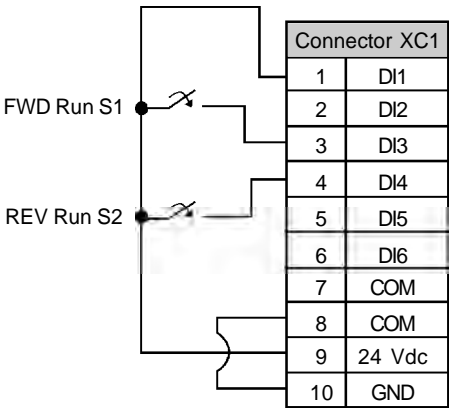 Connector XC1
1 DI1
FWD Run S1
2 DI2
3 DI3
4 DI4
REV Run S2
5 DI5
6 DI6
7 COM
8 COM
9 24 Vdc
10 GND